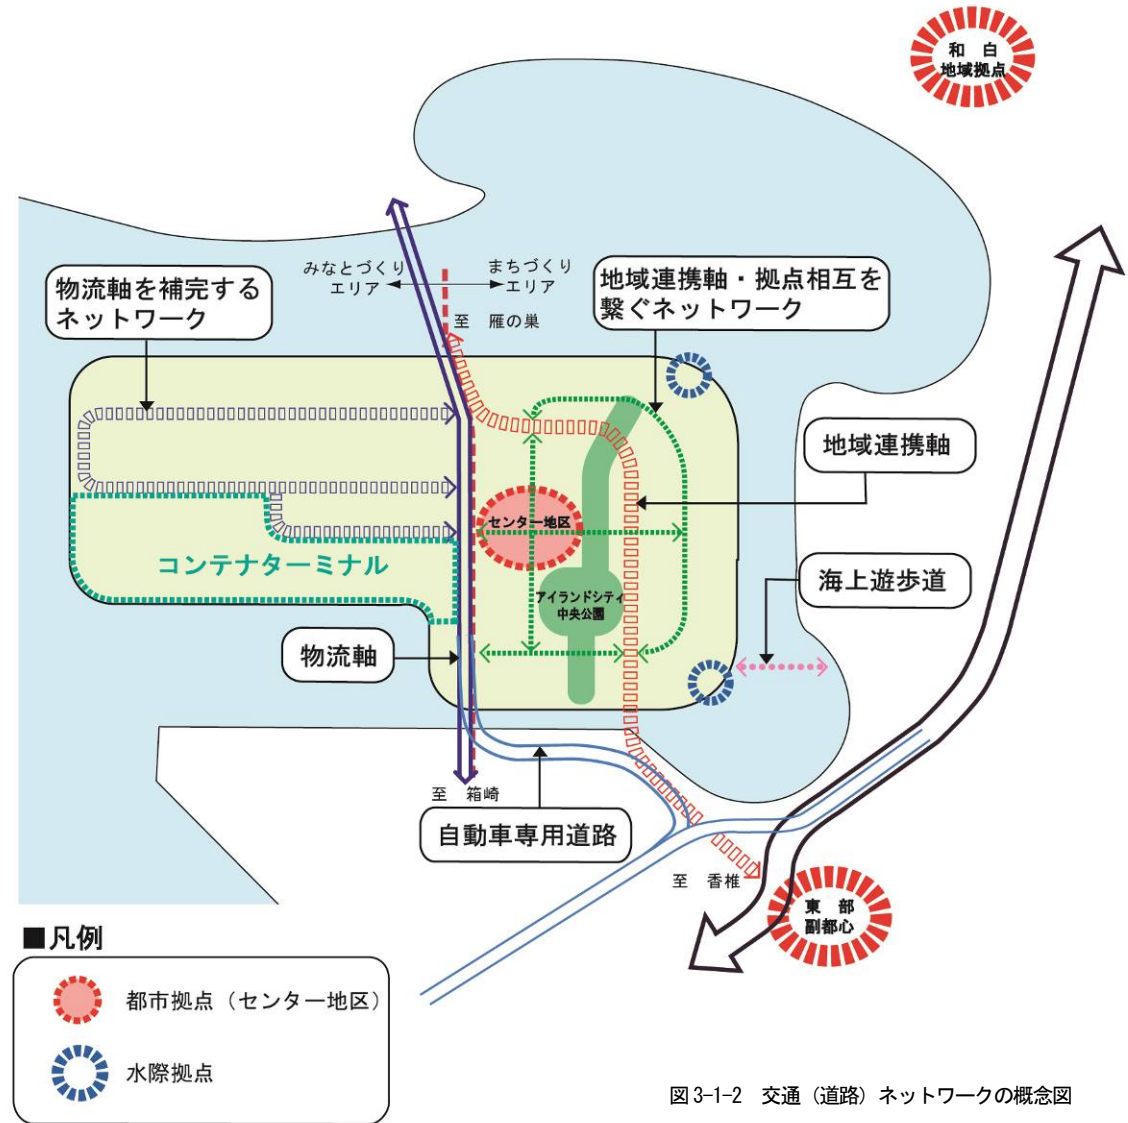 和　白
地域拠点
みなとづくり
エリア
まちづくり
エリア
物流軸を補完する
ネットワーク
地域連携軸・拠点相互を
繋ぐネットワーク
至　雁の巣
地域連携軸
センター地区
コンテナターミナル
海上遊歩道
アイランドシティ
中央公園
物流軸
至　箱崎
自動車専用道路
至　香椎
東　部
副都心
■凡例
都市拠点（センター地区）
水際拠点
図3-1-2　交通（道路）ネットワークの概念図